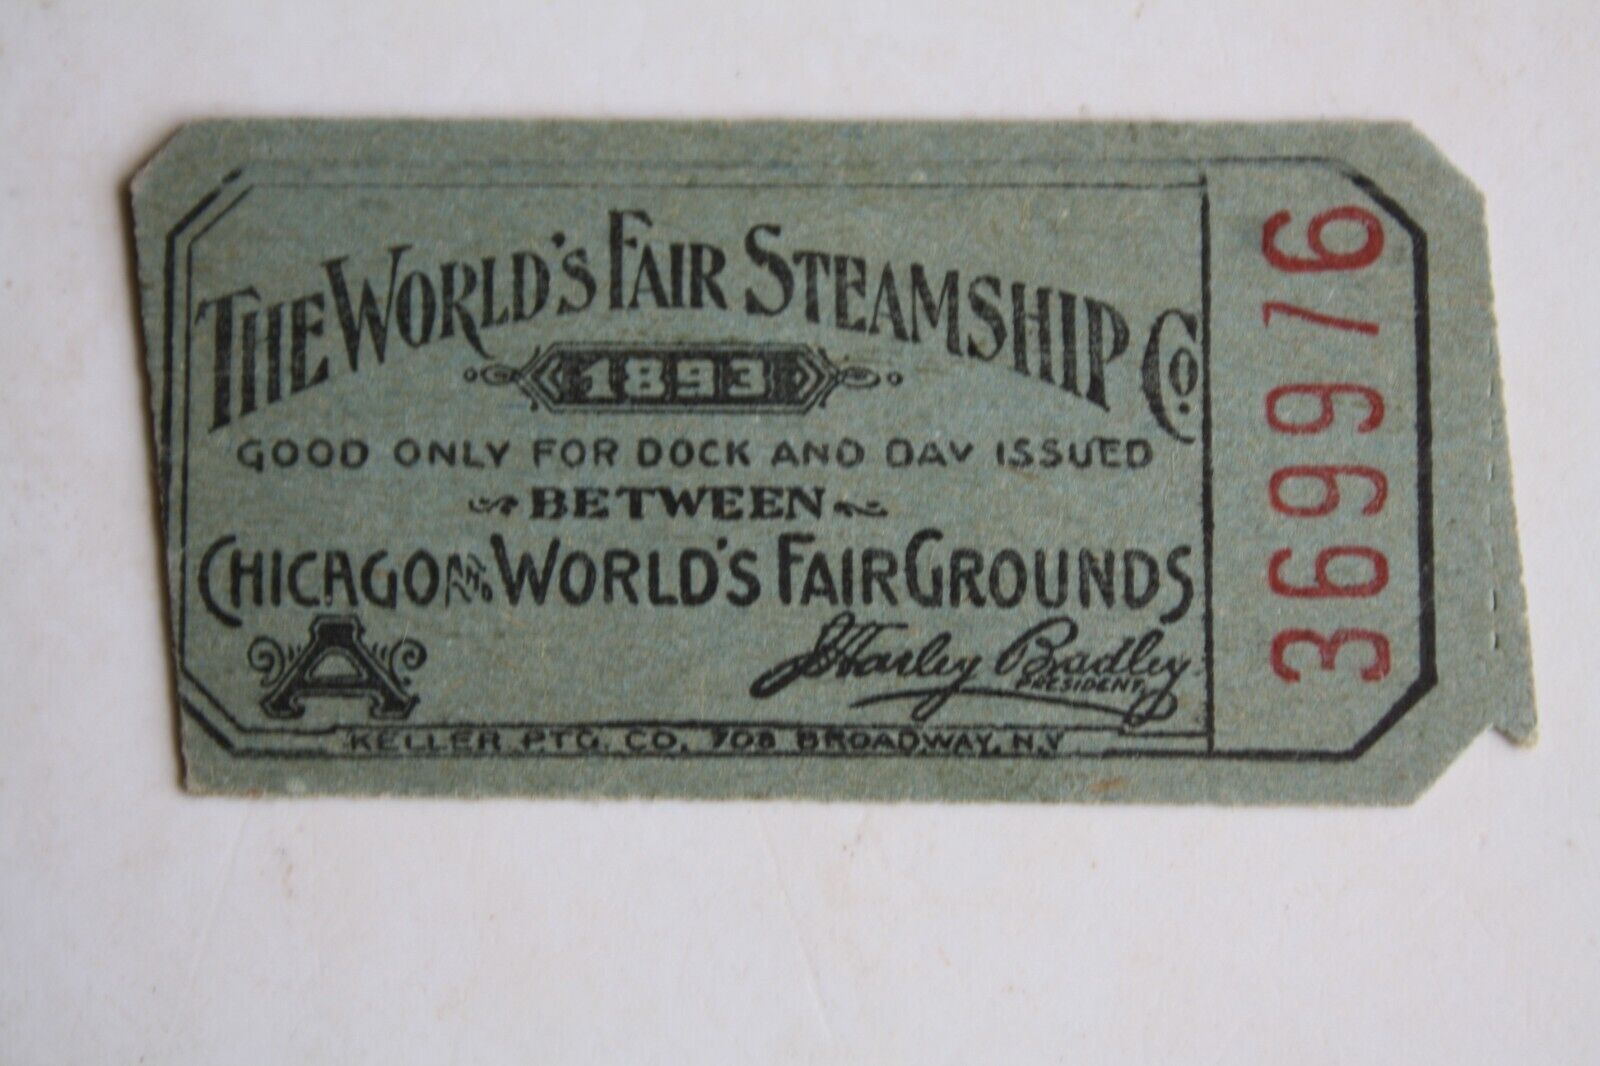 THE WORLD'S FAIR STEAMSHIP CO.
1893
GOOD ONLY FOR DOCK AND DAY ISSUED
BETWEEN
CHICAGO AND WORLD'S FAIR GROUNDS
A
J Harley Bradley
PRESIDENT.
KELLER PTG. CO. 708 BROADWAY, N.Y
369976